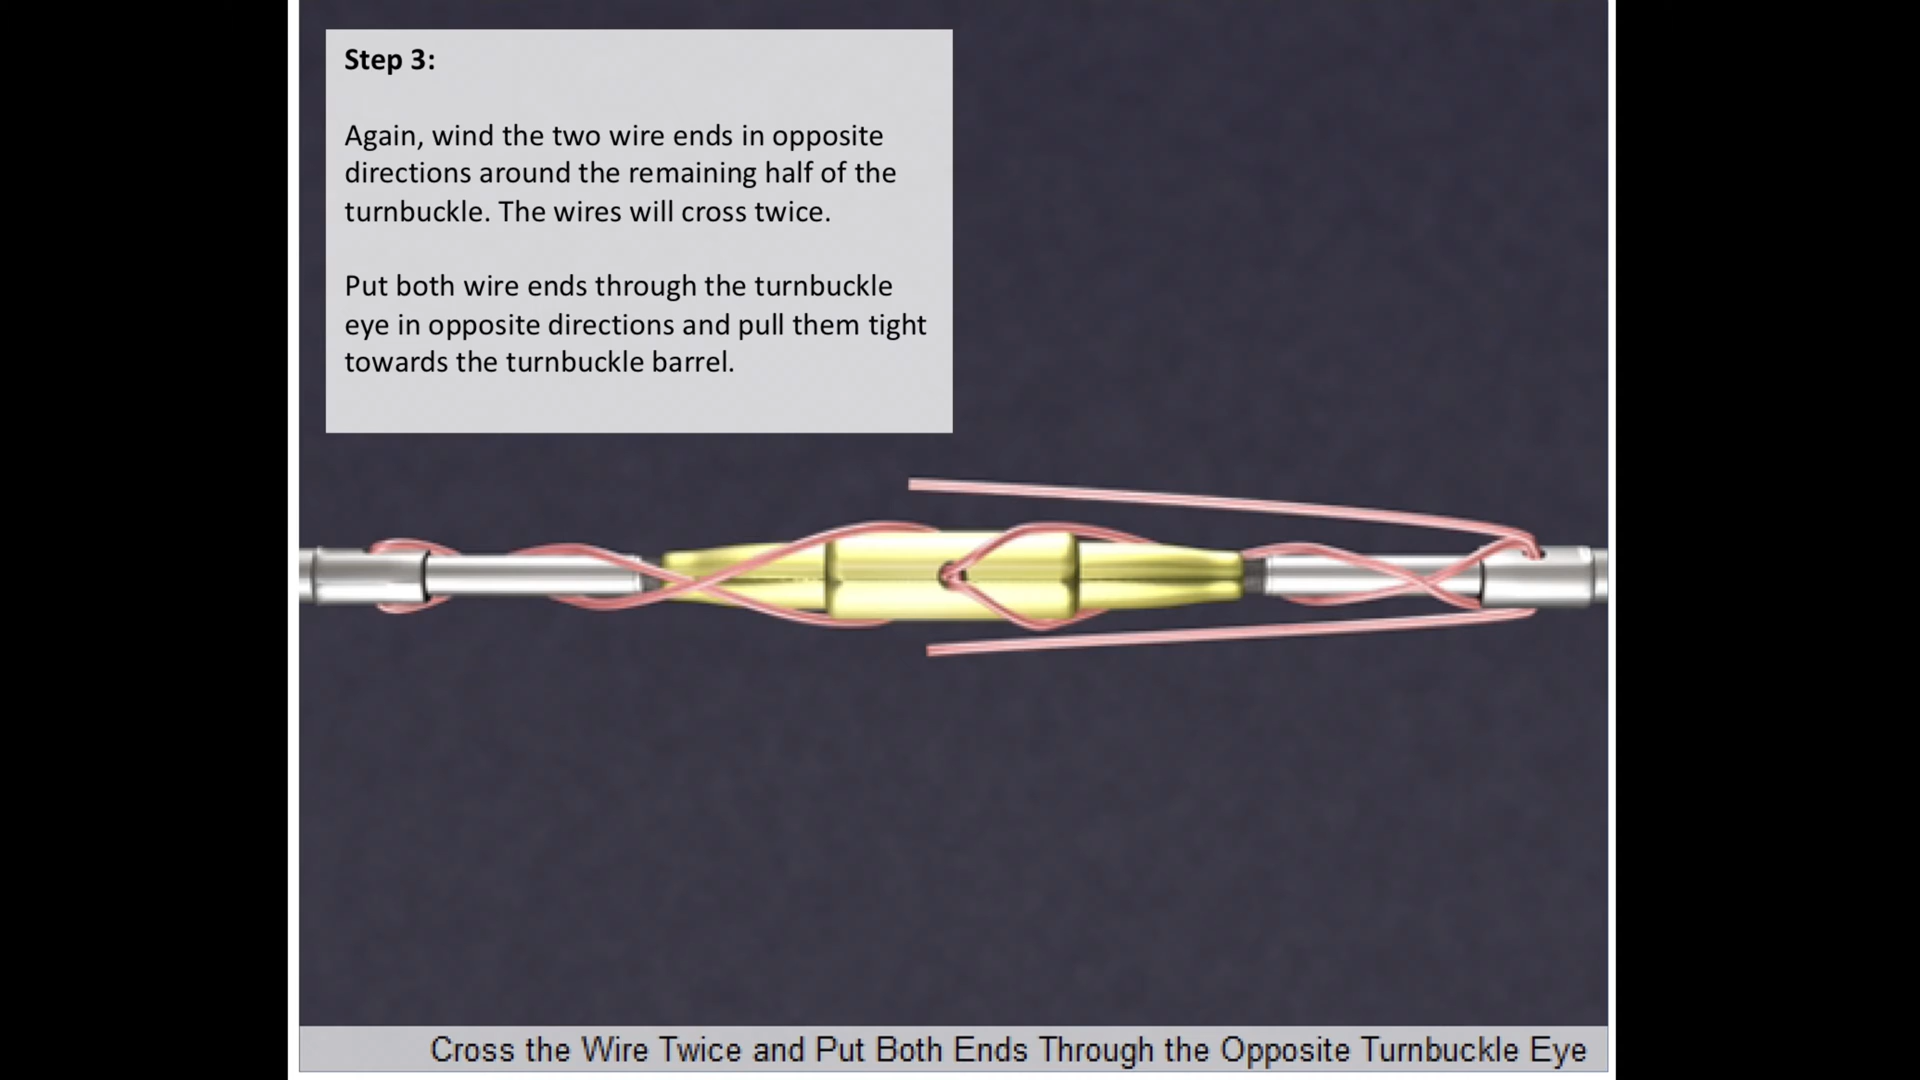 Step 3:
Again, wind the two wire ends in opposite
directions around the remaining half of the
turnbuckle. The wires will cross twice.
Put both wire ends through the turnbuckle
eye in opposite directions and pull them tight
towards the turnbuckle barrel.
Cross the Wire Twice and Put Both Ends Through the Opposite Turnbuckle Eye